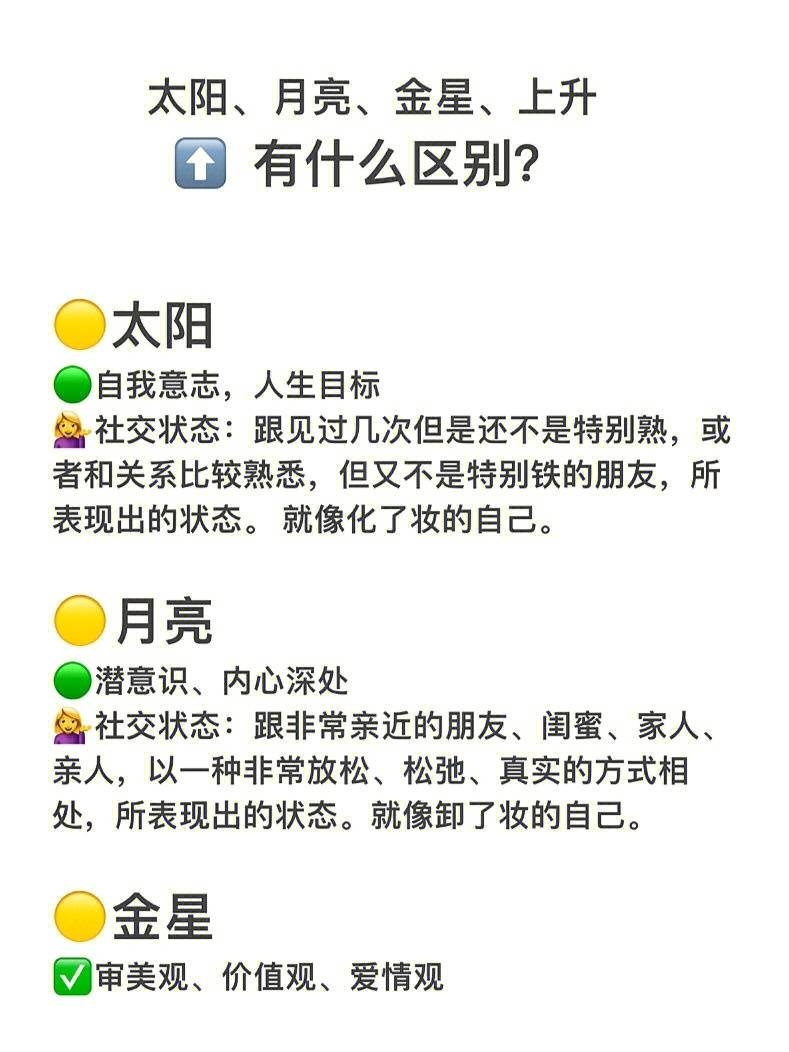 太阳、月亮、金星、上升
⬆️ 有什么区别？
🟡太阳
🟢自我意志，人生目标
💁‍♀️社交状态：跟见过几次但是还不是特别熟，或
者和关系比较熟悉，但又不是特别铁的朋友，所
表现出的状态。 就像化了妆的自己。
🟡月亮
🟢潜意识、内心深处
💁‍♀️社交状态：跟非常亲近的朋友、闺蜜、家人、
亲人，以一种非常放松、松弛、真实的方式相
处，所表现出的状态。就像卸了妆的自己。
🟡金星
✅审美观、价值观、爱情观